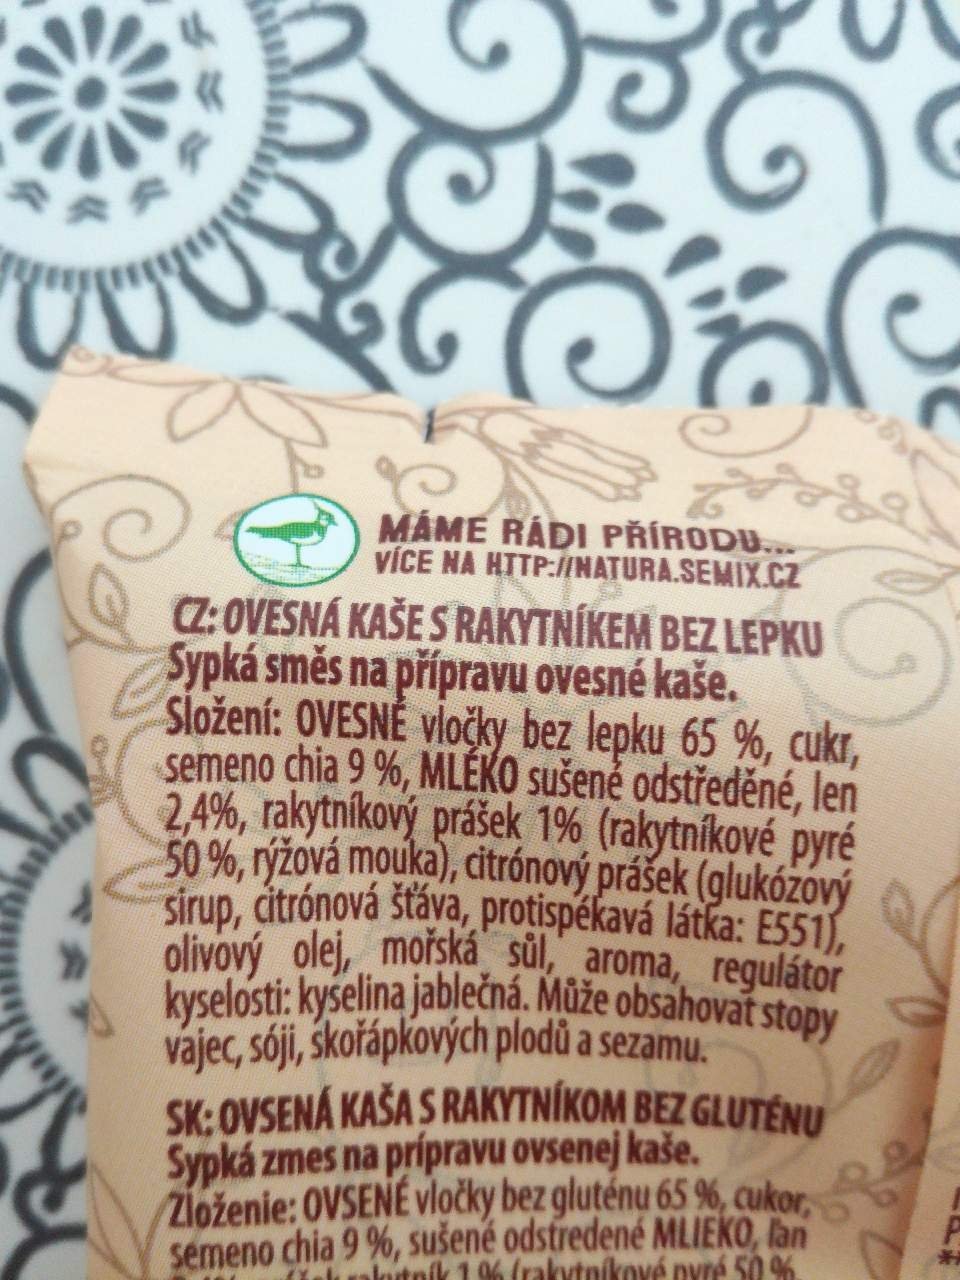 MÁME RÁDI PŘÍRODU...
VÍCE NA HTTP://NATURA.SEMIX.CZ
CZ: OVESNÁ KAŠE S RAKYTNÍKEM BEZ LEPKU
Sypká směs na přípravu ovesné kaše.
Složení: OVESNÉ vločky bez lepku 65 %, cukr,
semeno chia 9 %, MLÉKO sušené odstředěné, len
2,4%, rakytníkový prášek 1% (rakytníkové pyré
50 %, rýžová mouka), citrónový prášek (glukózový
sirup, citrónová šťáva, protispékavá látka: E551),
olivový olej, mořská sůl, aroma, regulátor
kyselosti: kyselina jablečná. Může obsahovat stopy
vajec, sóji, skořápkových plodů a sezamu.
SK: OVSENÁ KAŠA S RAKYTNÍKOM BEZ GLUTÉNU
Sypká zmes na prípravu ovsenej kaše.
Zloženie: OVSENÉ vločky bez gluténu 65 %, cukor,
semeno chia 9 %, sušené odstredené MLIEKO, ľan
rakytník 1 % (rakytníkové pyré 50 %